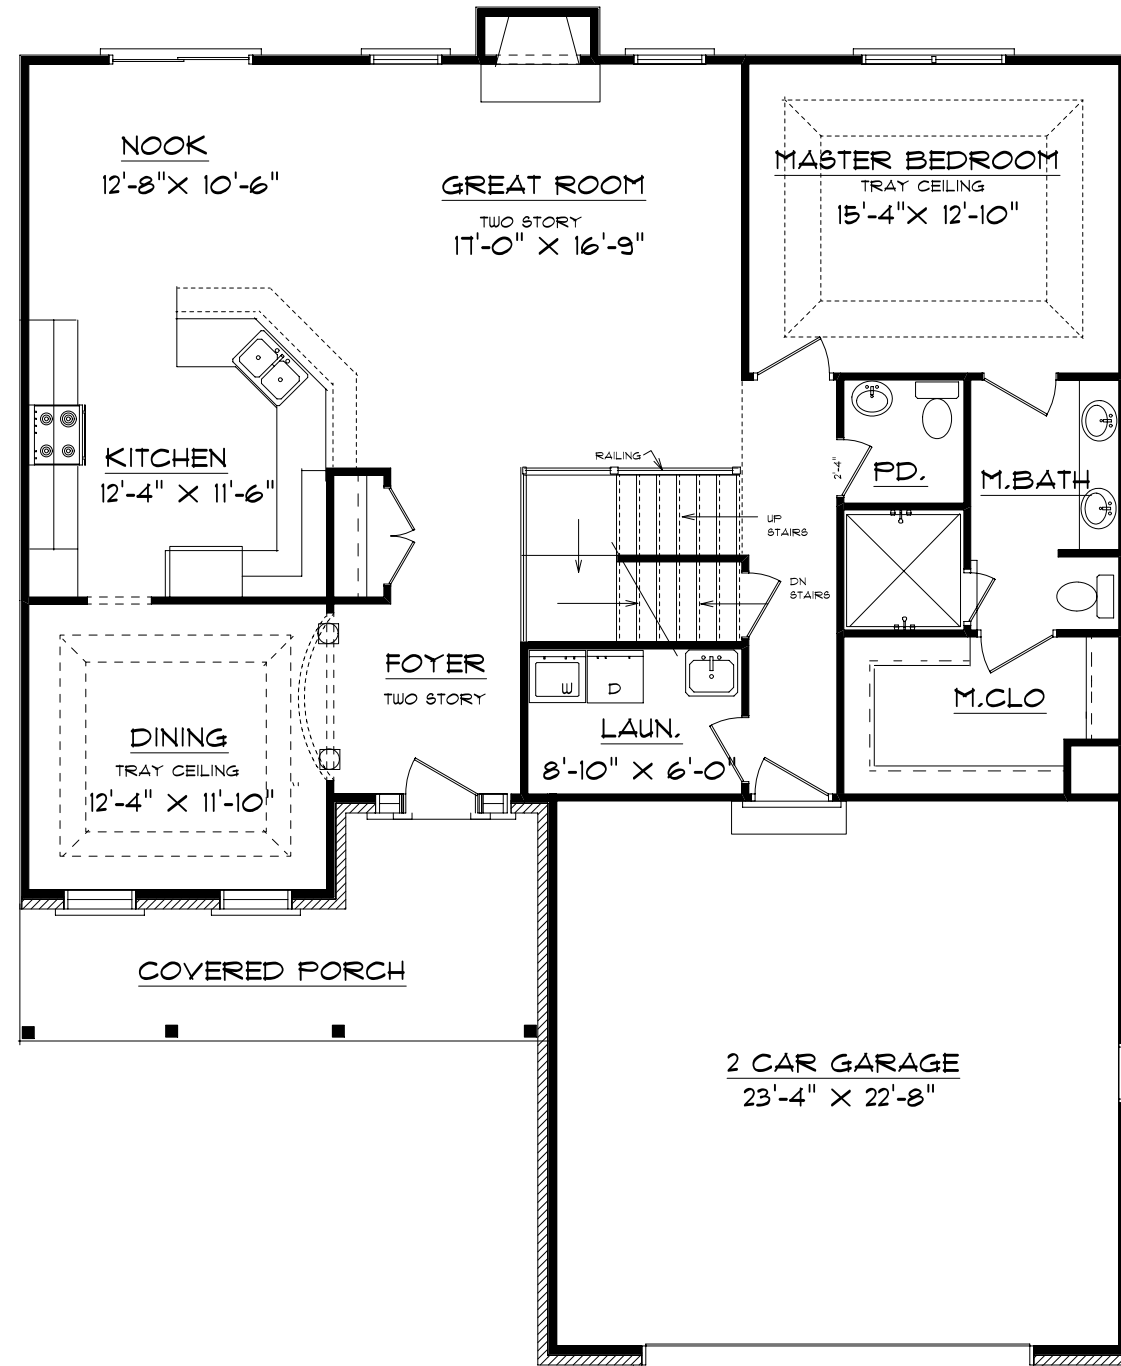 NOOK
12'-8" X 10'-6"
GREAT ROOM
TWO STORY
17'-0" X 16'-9"
MASTER BEDROOM
TRAY CEILING
15'-4" X 12'-10"
KITCHEN
12'-4" X 11'-6"
RAILING
UP
STAIRS
DN
STAIRS
2'-4"
PD.
M.BATH
FOYER
TWO STORY
W
D
LAUN.
8'-10" X 6'-0"
M.CLO
DINING
TRAY CEILING
12'-4" X 11'-10"
COVERED PORCH
2 CAR GARAGE
23'-4" X 22'-8"